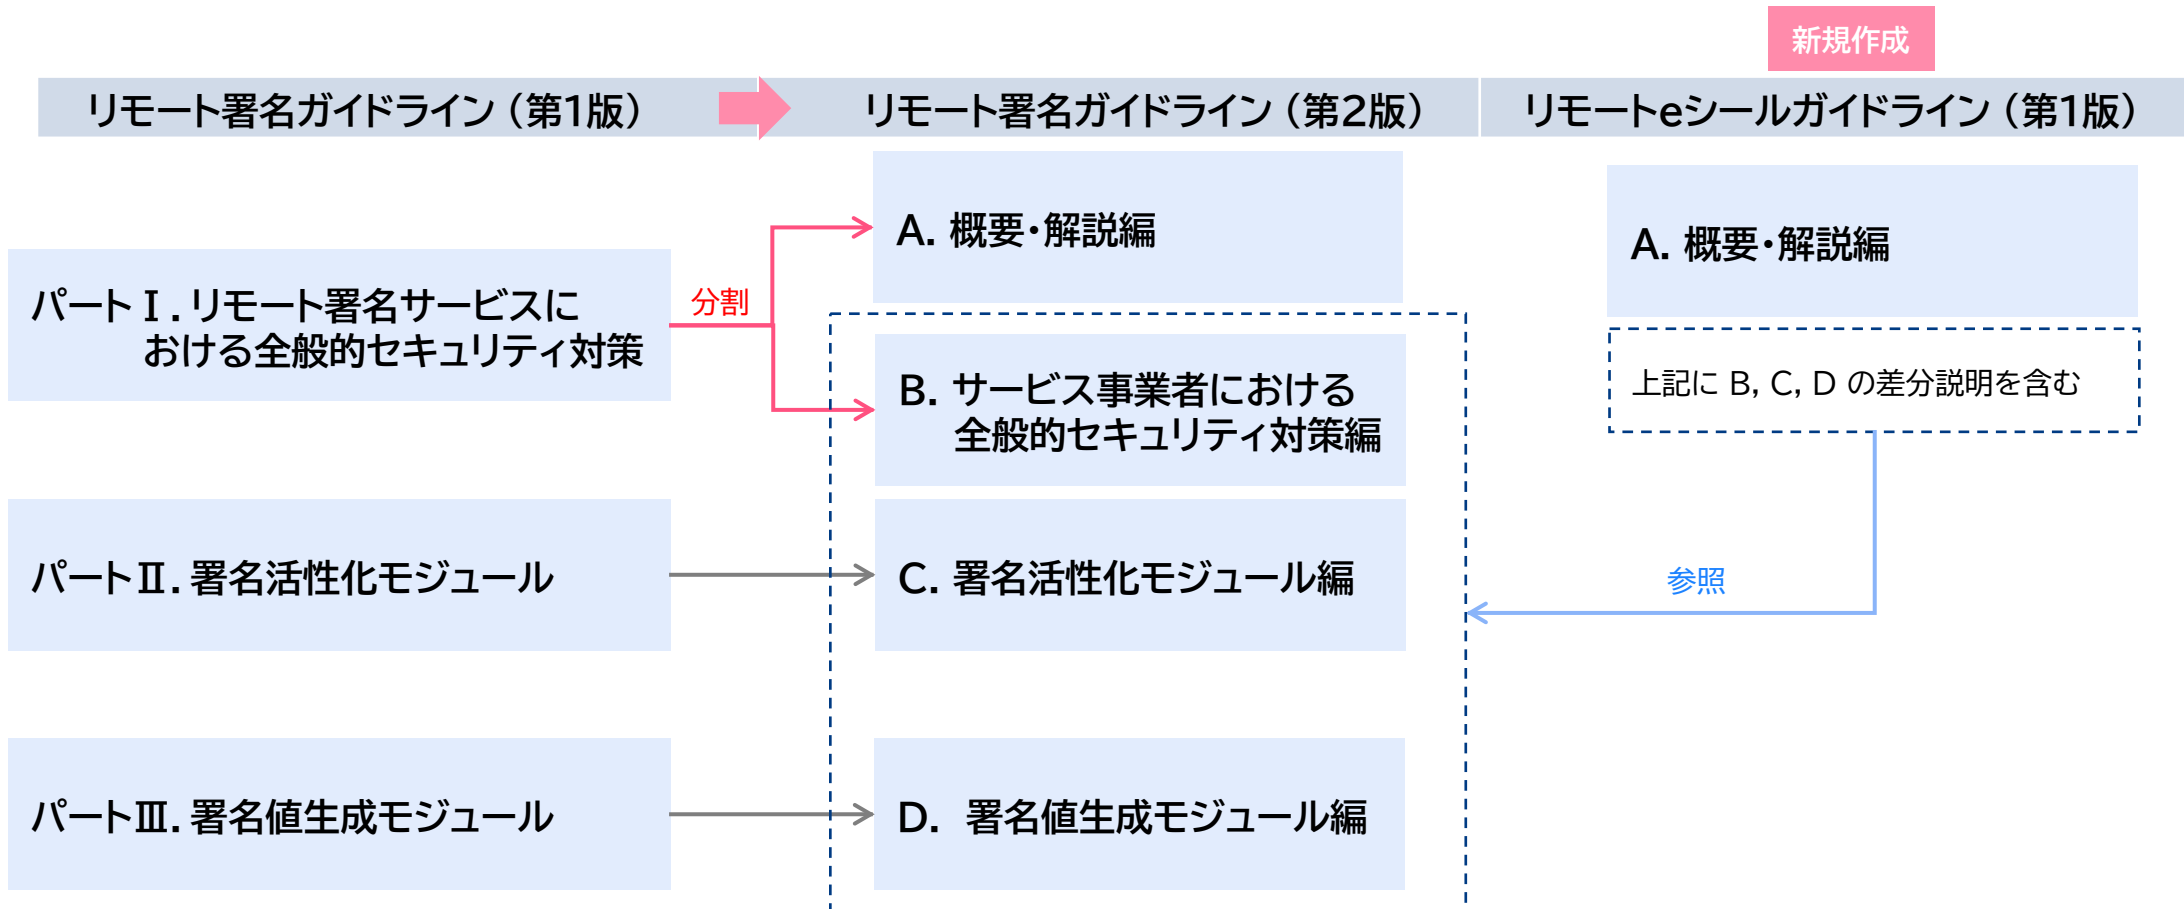 新規作成
リモート署名ガイドライン（第1版）
リモート署名ガイドライン（第2版）
リモートeシールガイドライン（第1版）
パートⅠ. リモート署名サービスに
おける全般的セキュリティ対策
分割
A. 概要・解説編
B. サービス事業者における
全般的セキュリティ対策編
A. 概要・解説編
上記に B, C, D の差分説明を含む
パートⅡ. 署名活性化モジュール
C. 署名活性化モジュール編
参照
パートⅢ. 署名値生成モジュール
D. 署名値生成モジュール編